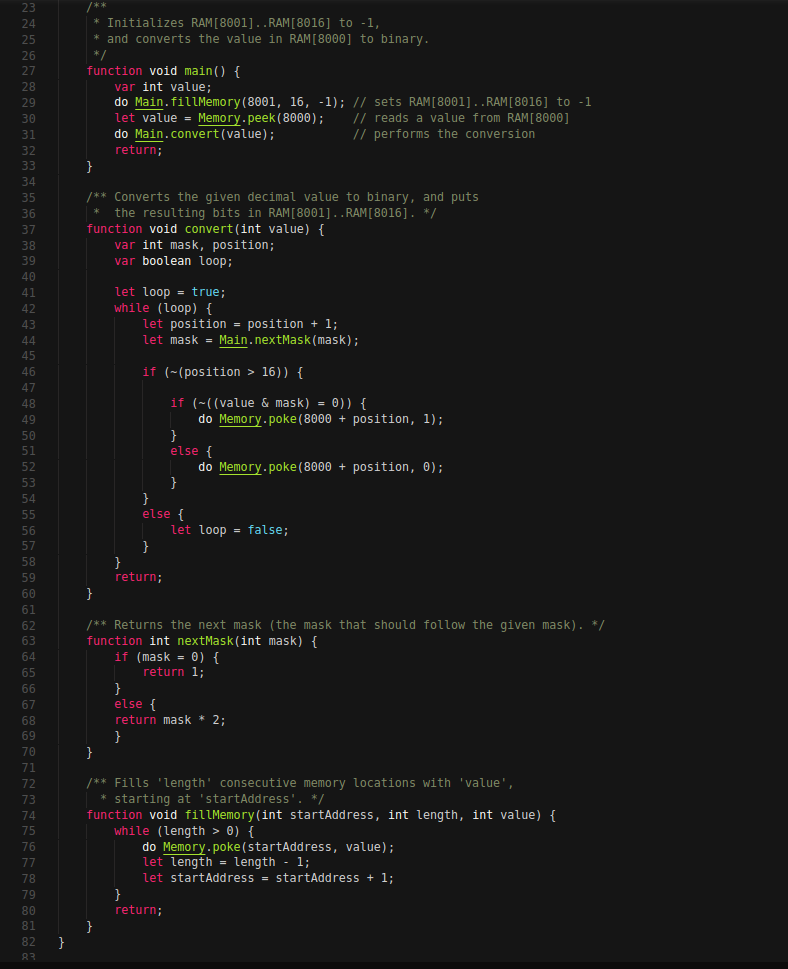 23 /**
24 * Initializes RAM[8001]..RAM[8016] to -1,
25 * and converts the value in RAM[8000] to binary.
26 */
27 function void main() {
28 var int value;
29 do Main.fillMemory(8001, 16, -1); // sets RAM[8001]..RAM[8016] to -1
30 let value = Memory.peek(8000); // reads a value from RAM[8000]
31 do Main.convert(value); // performs the conversion
32 return;
33 }
34
35 /** Converts the given decimal value to binary, and puts
36 * the resulting bits in RAM[8001]..RAM[8016]. */
37 function void convert(int value) {
38 var int mask, position;
39 var boolean loop;
40
41 let loop = true;
42 while (loop) {
43 let position = position + 1;
44 let mask = Main.nextMask(mask);
45
46 if (~(position > 16)) {
47
48 if (~((value & mask) = 0)) {
49 do Memory.poke(8000 + position, 1);
50 }
51 else {
52 do Memory.poke(8000 + position, 0);
53 }
54 }
55 else {
56 let loop = false;
57 }
58 }
59 return;
60 }
61
62 /** Returns the next mask (the mask that should follow the given mask). */
63 function int nextMask(int mask) {
64 if (mask = 0) {
65 return 1;
66 }
67 else {
68 return mask * 2;
69 }
70 }
71
72 /** Fills 'length' consecutive memory locations with 'value',
73 * starting at 'startAddress'. */
74 function void fillMemory(int startAddress, int length, int value) {
75 while (length > 0) {
76 do Memory.poke(startAddress, value);
77 let length = length - 1;
78 let startAddress = startAddress + 1;
79 }
80 return;
81 }
82 }
83